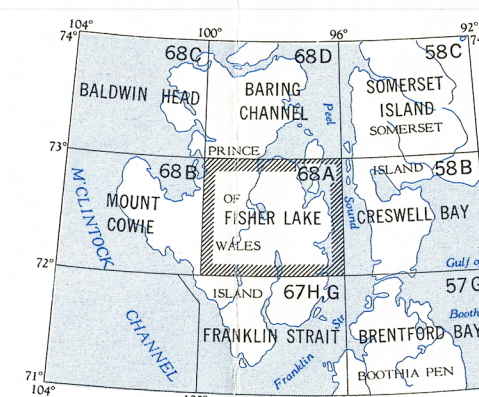 104°
74°
100°
96°
92°
74
68C
68D
58C
BALDWIN HEAD
BARING
CHANNEL
SOMERSET
ISLAND
SOMERSET
Peel
73°
PRINCE
68B
68A
ISLAND
58B
MOUNT
COWIE
OF
FISHER LAKE
WALES
Sound
CRESWELL BAY
M'CLINTOCK
72°
Gulf o
ISLAND
67H,G
57G
CHANNEL
FRANKLIN STRAIT
Str
BRENTFORD BAY
Booth
Franklin
BOOTHIA PEN
71°
104°